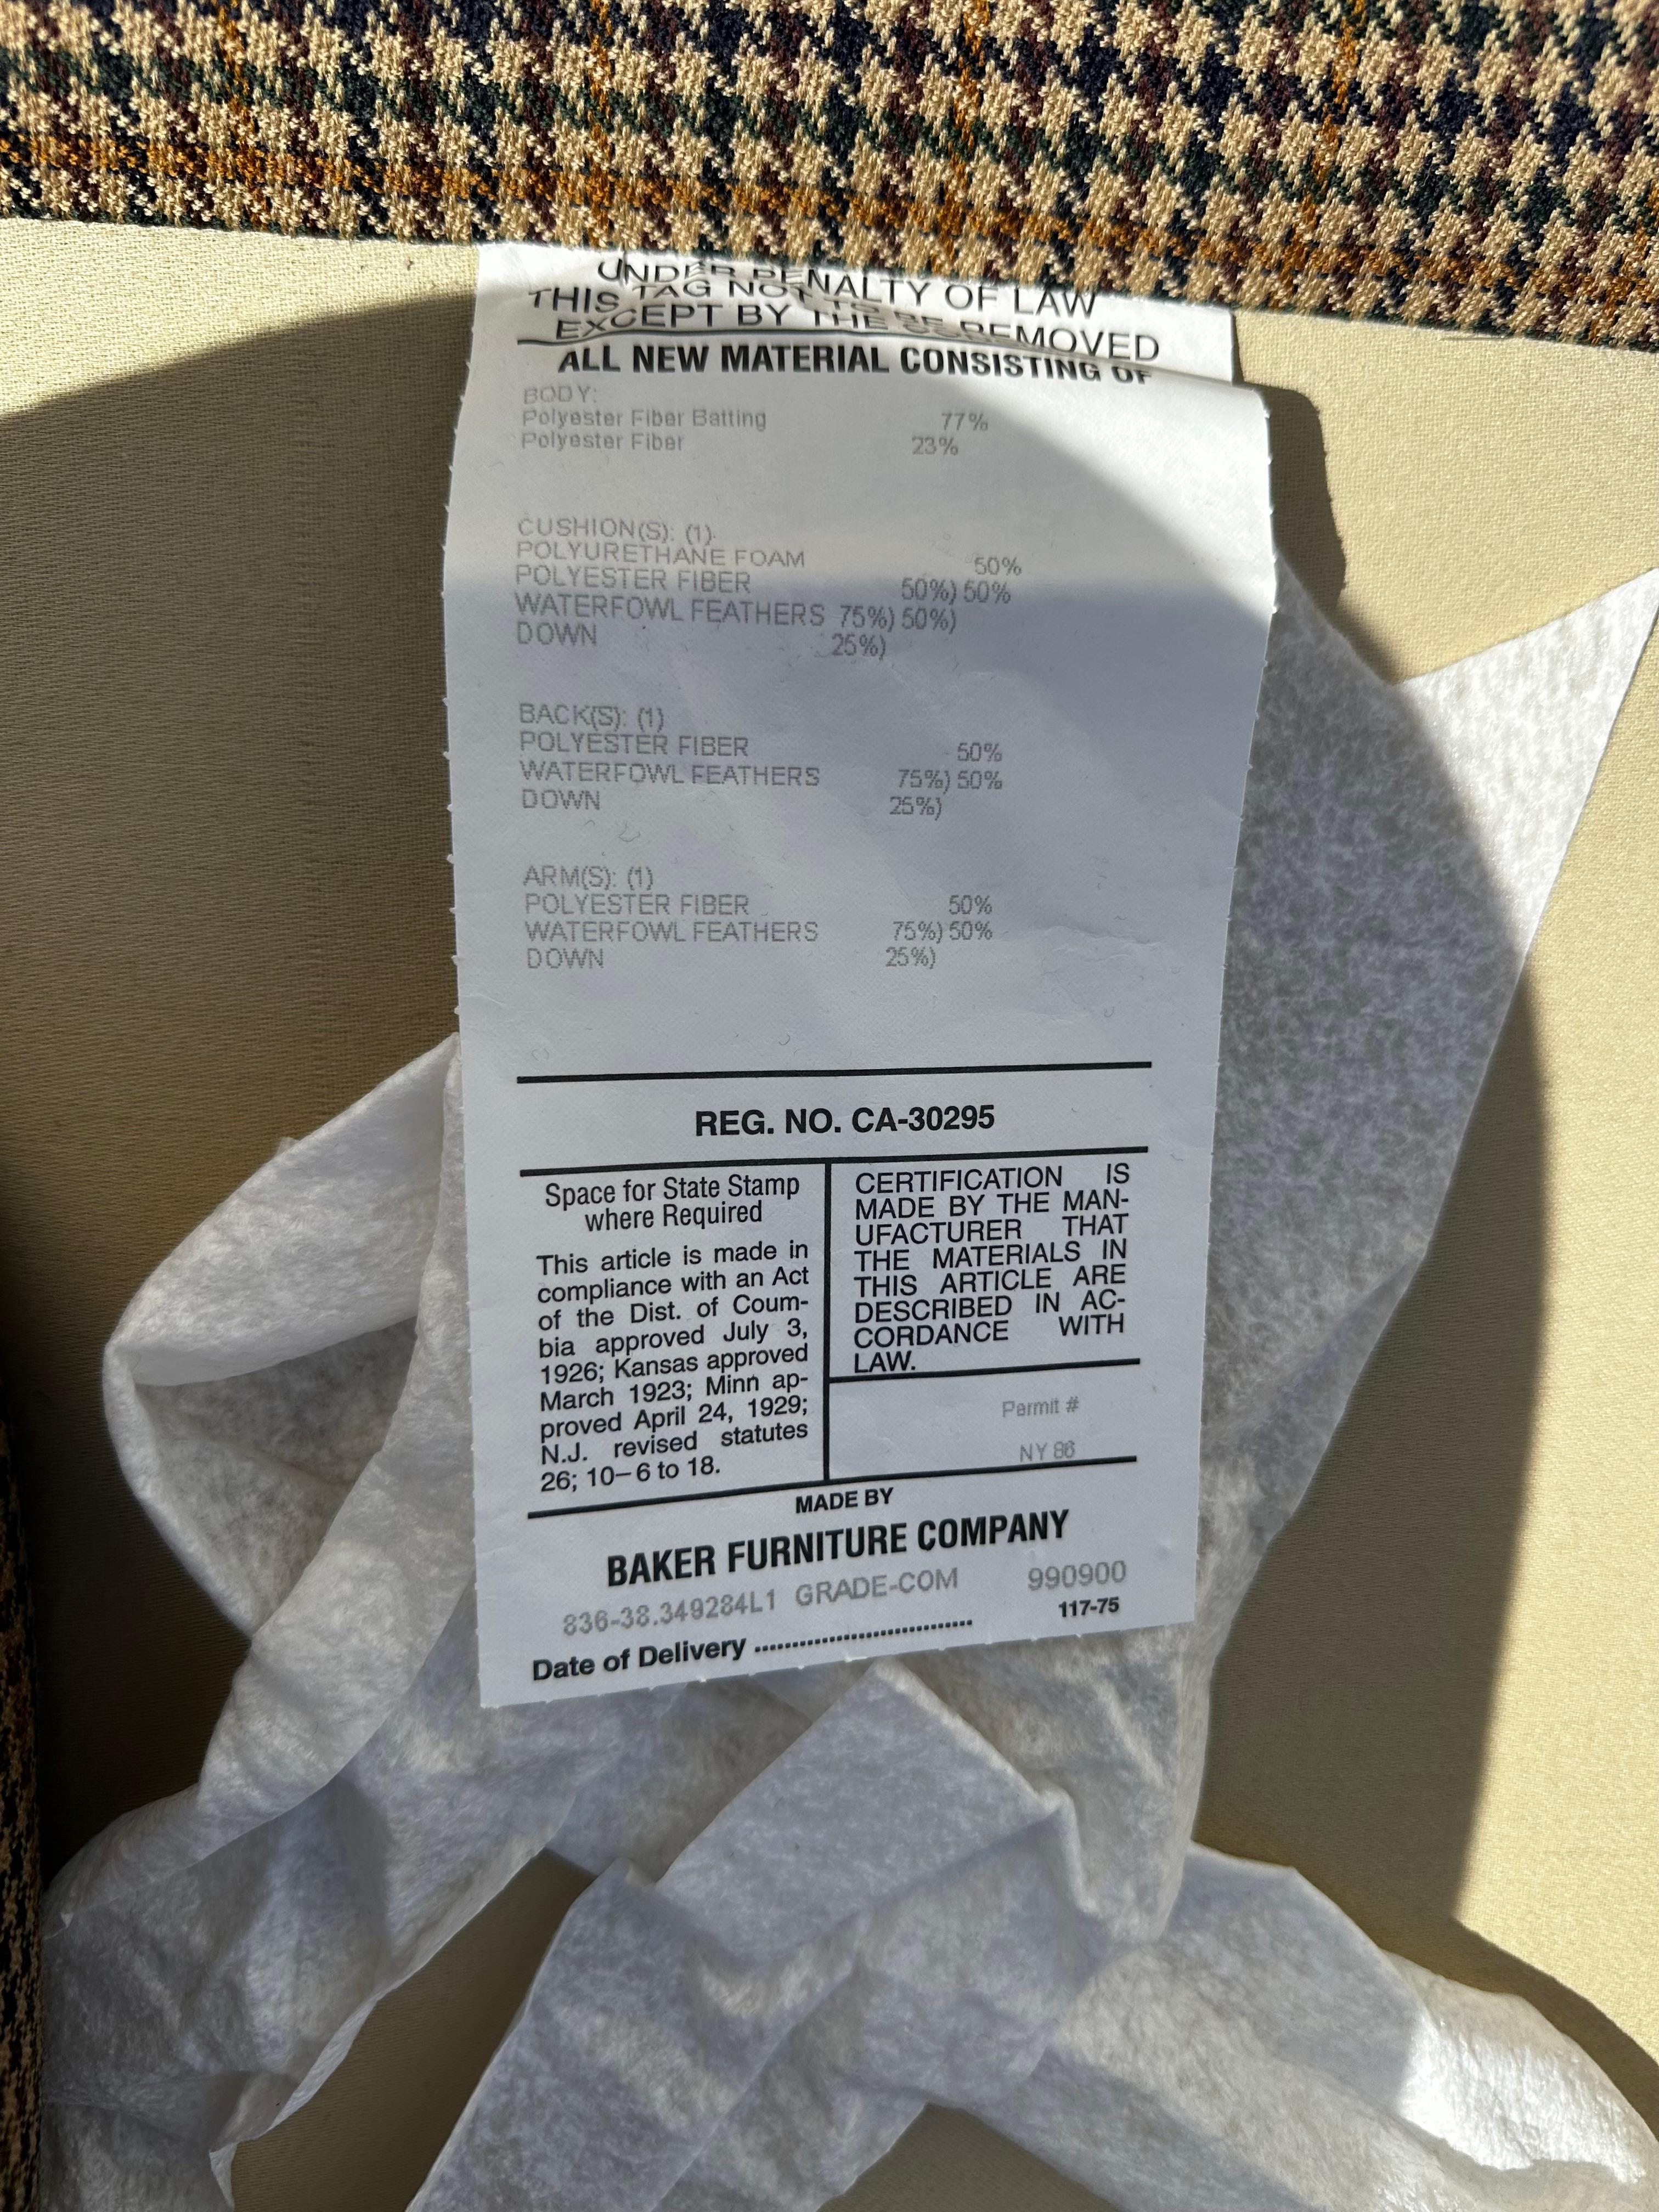 UNDER PENALTY OF LAW
THIS TAG NOT TO BE REMOVED
EXCEPT BY THE
ALL NEW MATERIAL CONSISTING OF
BODY:
Polyester Fiber Batting 77%
Polyester Fiber 23%
CUSHION(S): (1)
POLYURETHANE FOAM 50%
POLYESTER FIBER 50%) 50%
WATERFOWL FEATHERS 75%) 50%)
DOWN 25%)
BACK(S): (1)
POLYESTER FIBER 50%
WATERFOWL FEATHERS 75%) 50%
DOWN 25%)
ARM(S): (1)
POLYESTER FIBER 50%
WATERFOWL FEATHERS 75%) 50%
DOWN 25%)
REG. NO. CA-30295
Space for State Stamp
where Required
This article is made in
compliance with an Act
of the Dist. of Coum-
bia approved July 3,
1926; Kansas approved
March 1923; Minn ap-
proved April 24, 1929;
N.J. revised statutes
26; 10–6 to 18.
CERTIFICATION IS
MADE BY THE MAN-
UFACTURER THAT
THE MATERIALS IN
THIS ARTICLE ARE
DESCRIBED IN AC-
CORDANCE WITH
LAW.
Permit #
NY 86
MADE BY
BAKER FURNITURE COMPANY
836-38.349284L1 GRADE-COM 990900
117-75
Date of Delivery ..............................